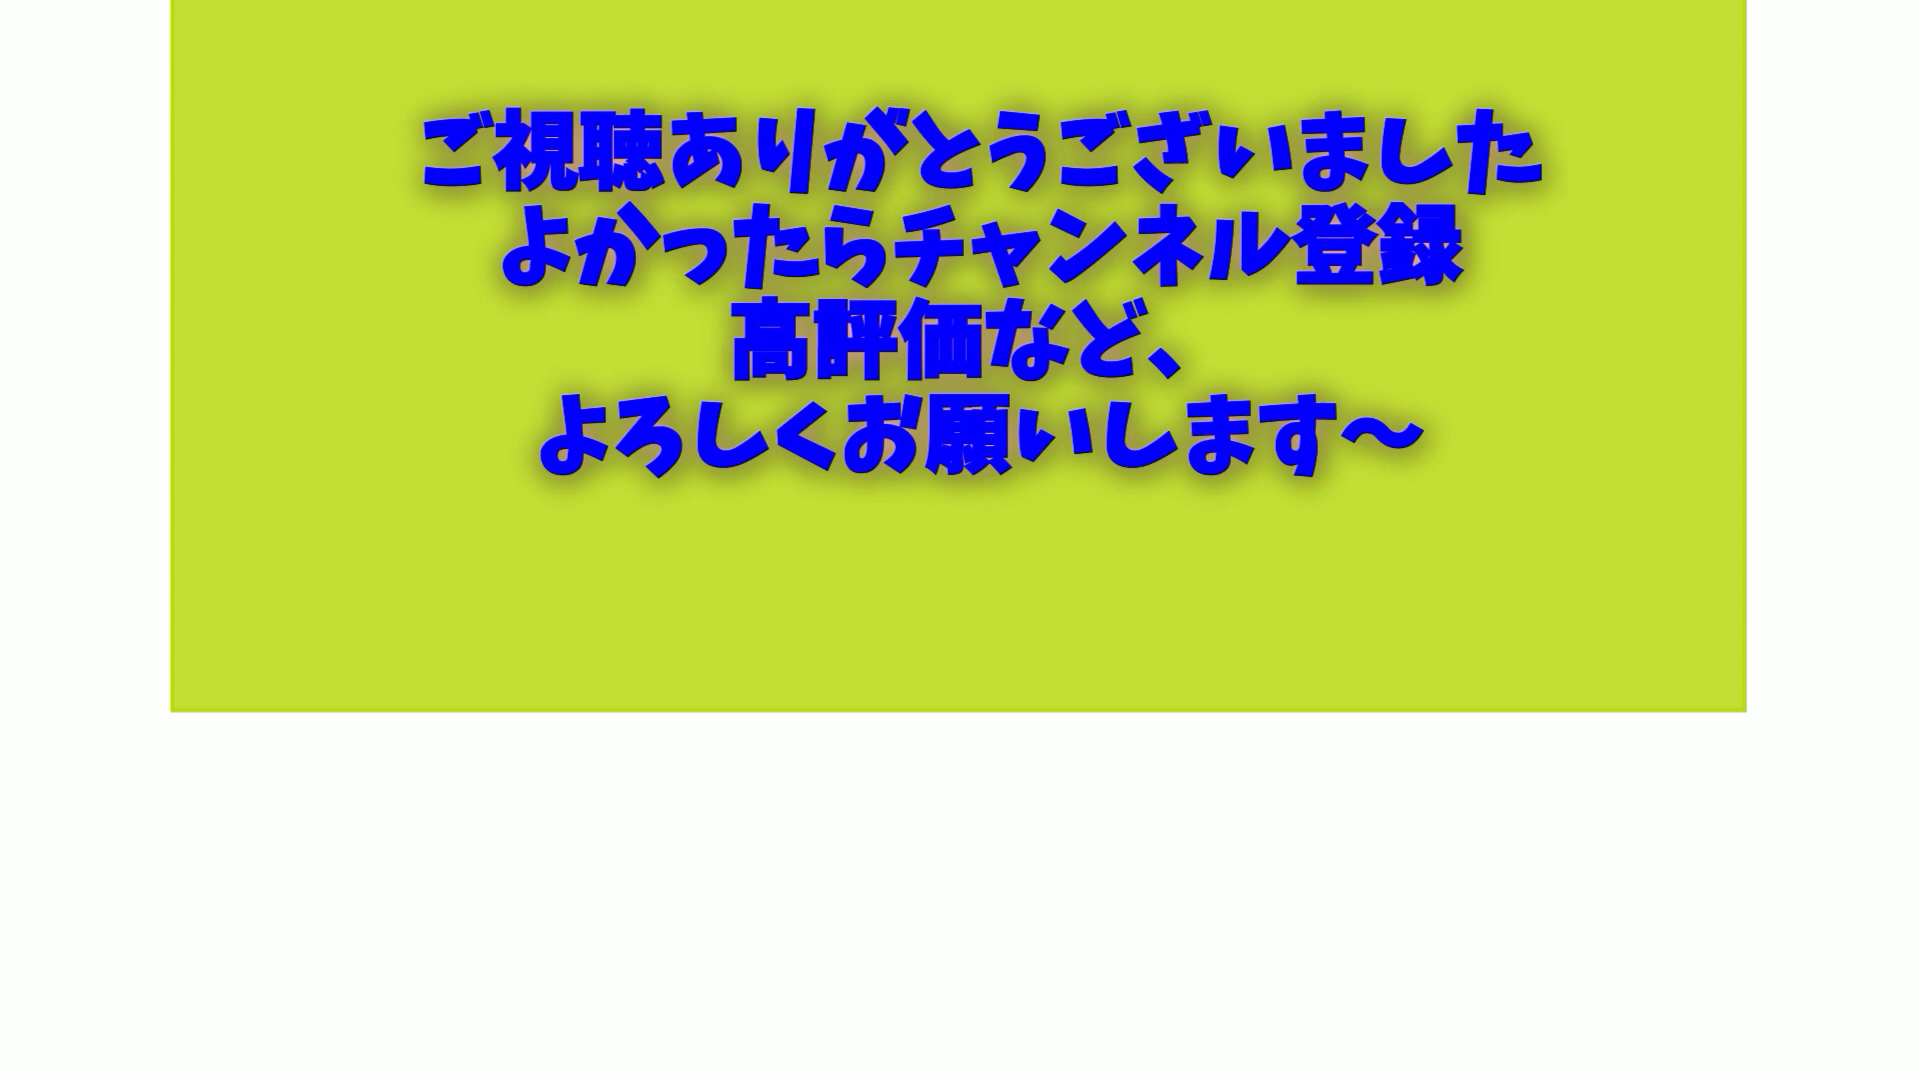 ご視聴ありがとうございました
よかったらチャンネル登録
高評価など、
よろしくお願いします〜